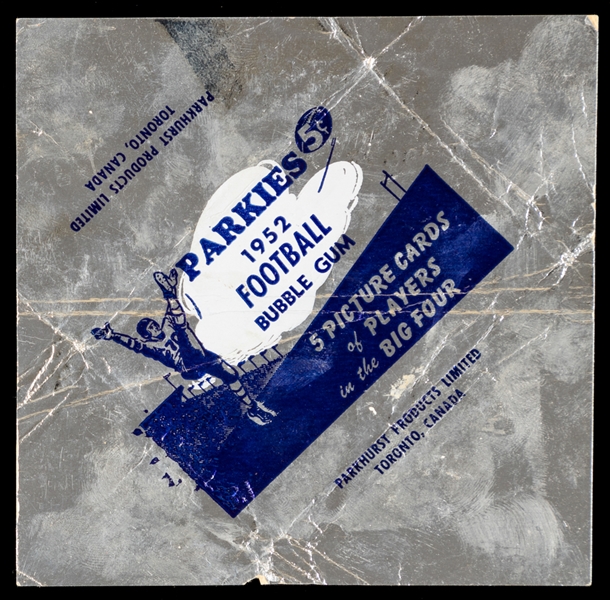 PARKHURST PRODUCTS LIMITED
TORONTO, CANADA
PARKIES 5¢
1952
FOOTBALL
BUBBLE GUM
5 PICTURE CARDS
of PLAYERS
in the BIG FOUR
PARKHURST PRODUCTS LIMITED
TORONTO, CANADA